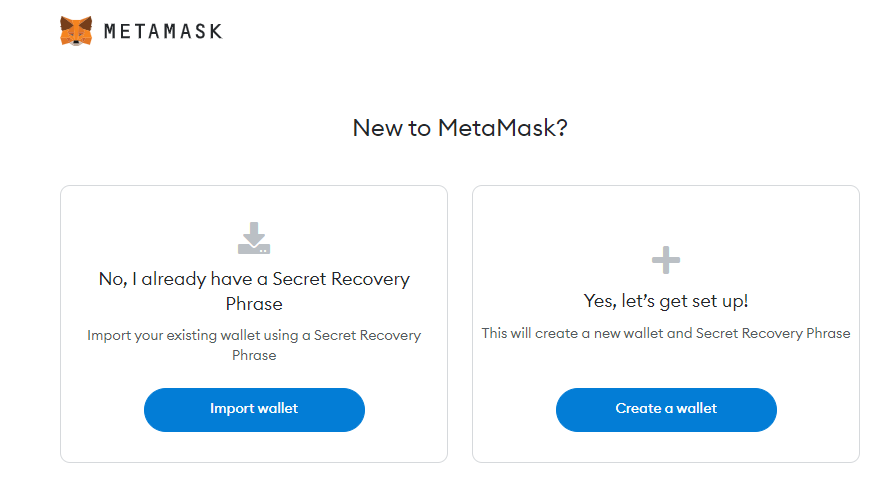 METAMASK
New to MetaMask?
No, I already have a Secret Recovery
Phrase
Import your existing wallet using a Secret Recovery
Phrase
Import wallet
Yes, let’s get set up!
This will create a new wallet and Secret Recovery Phrase
Create a wallet